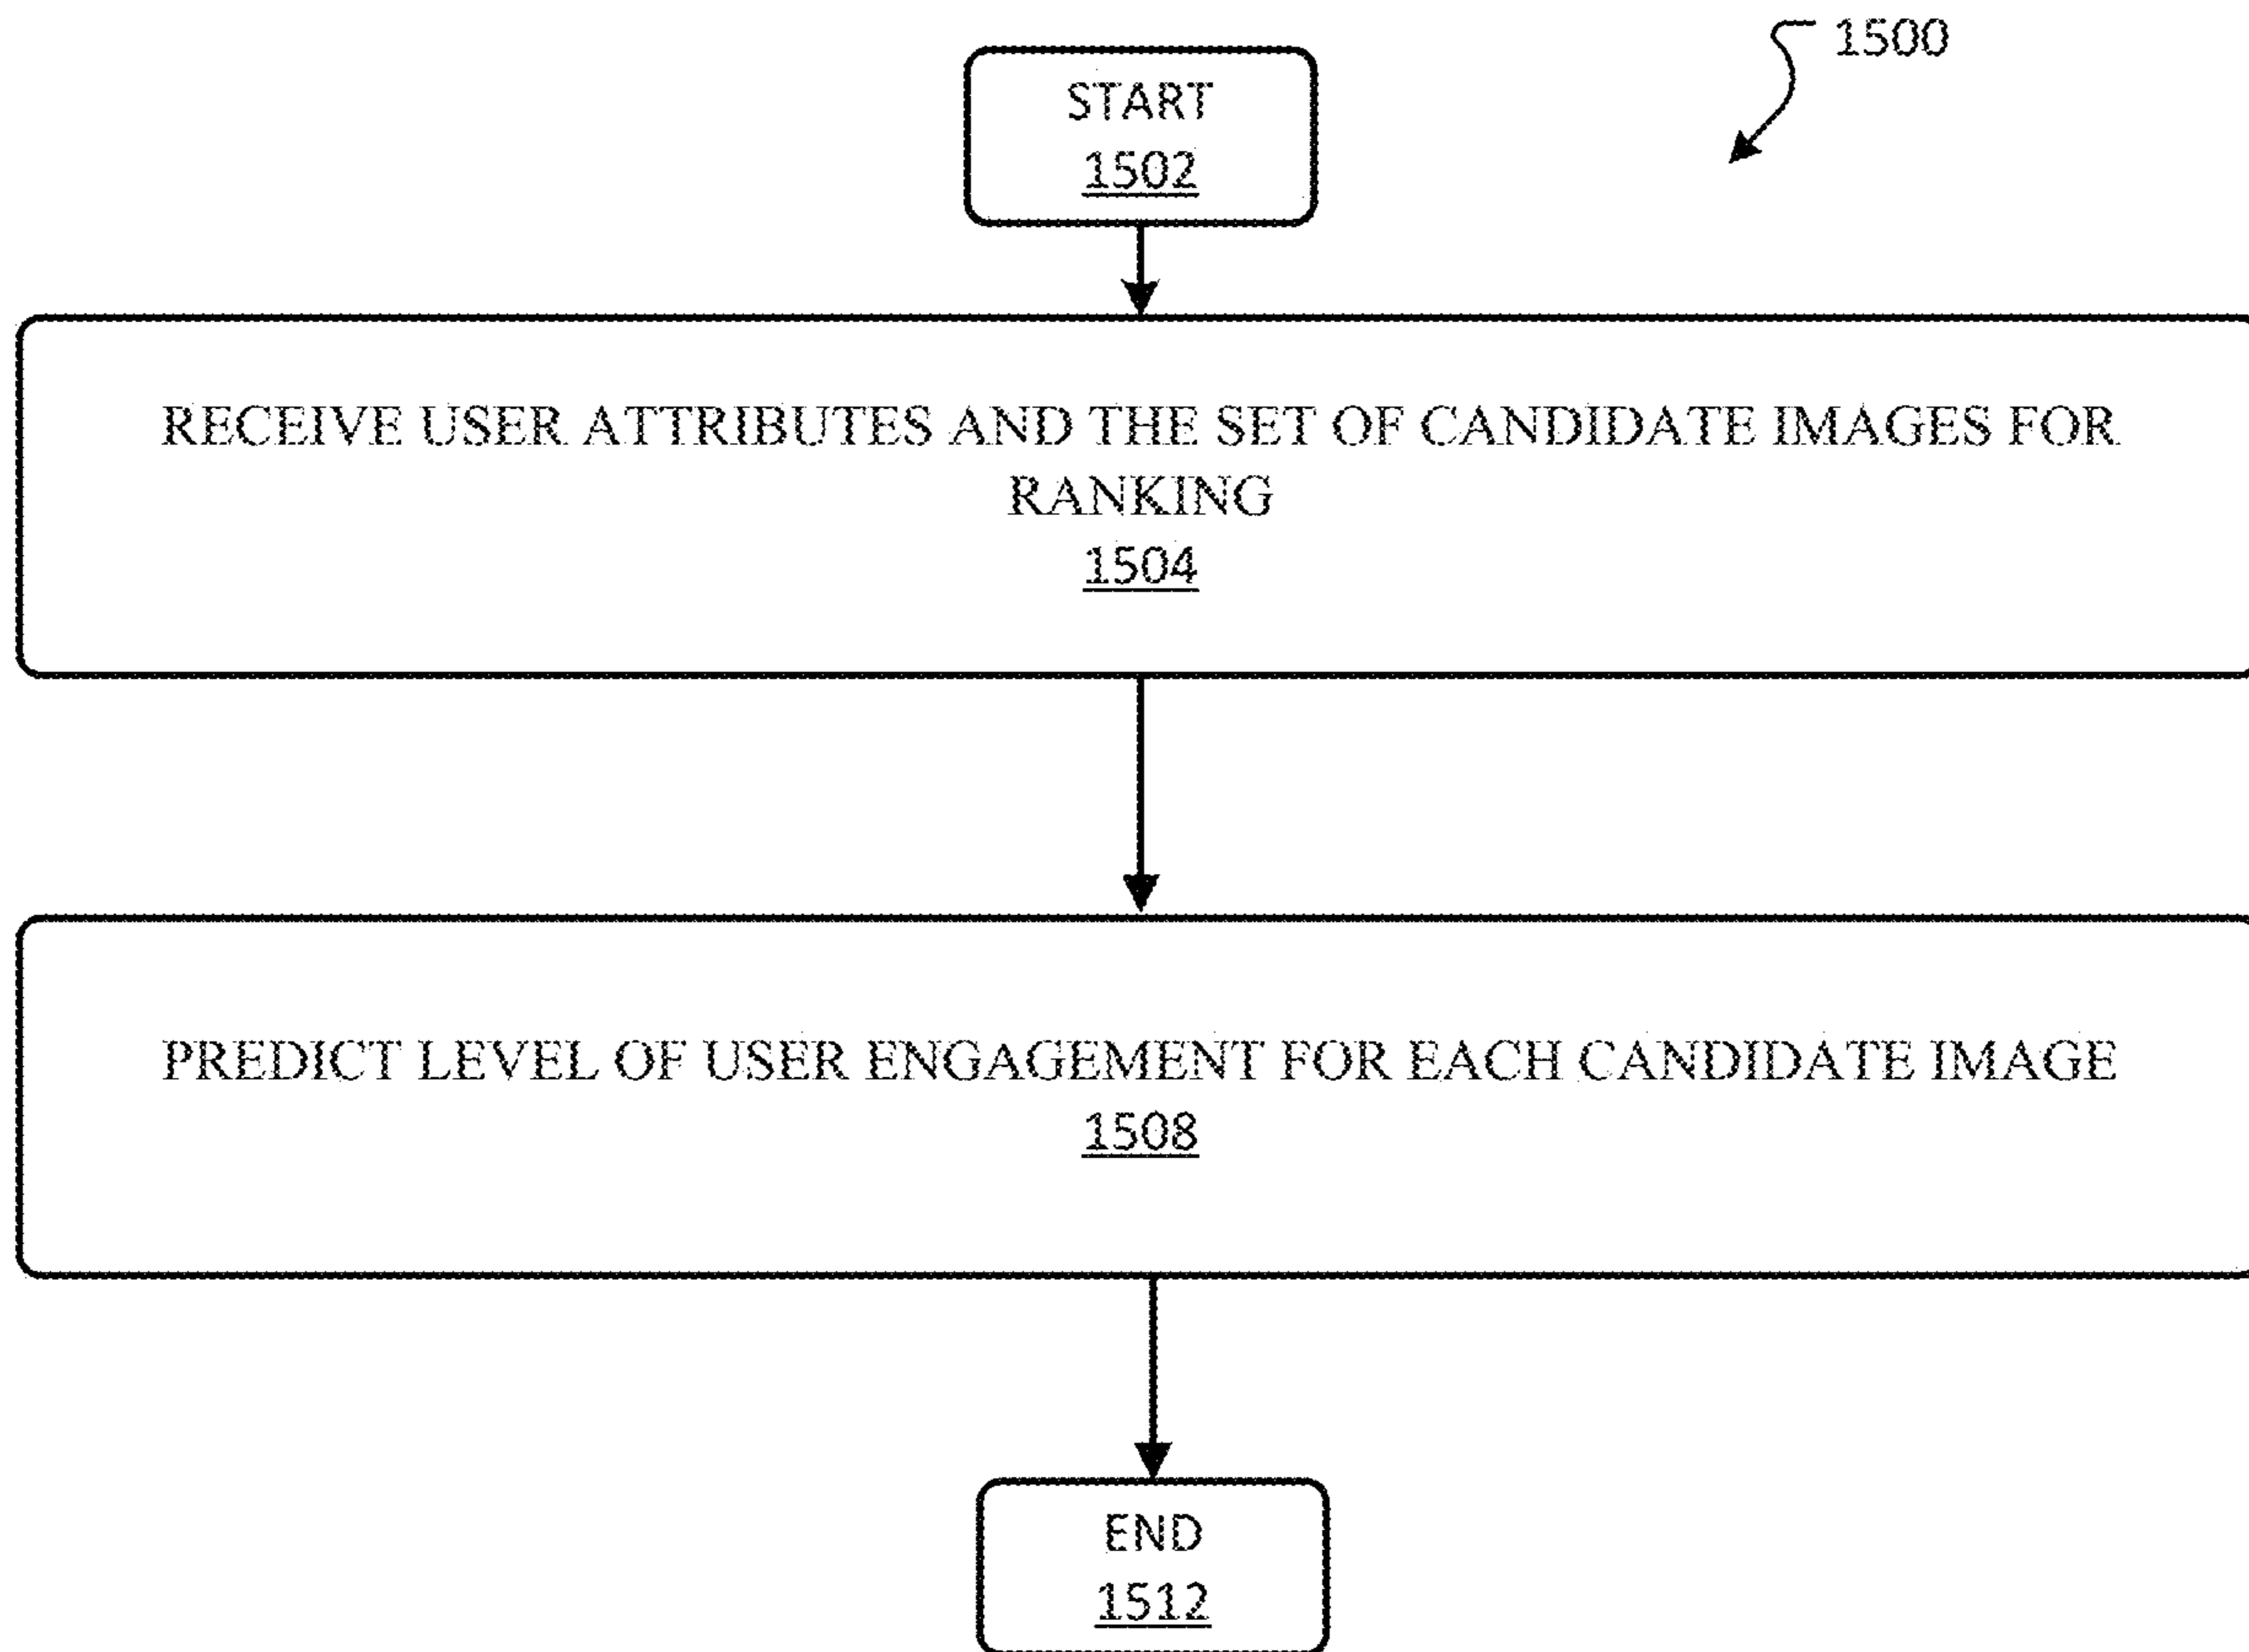 1500
START
1502
RECEIVE USER ATTRIBUTES AND THE SET OF CANDIDATE IMAGES FOR
RANKING
1504
PREDICT LEVEL OF USER ENGAGEMENT FOR EACH CANDIDATE IMAGE
1508
END
1512